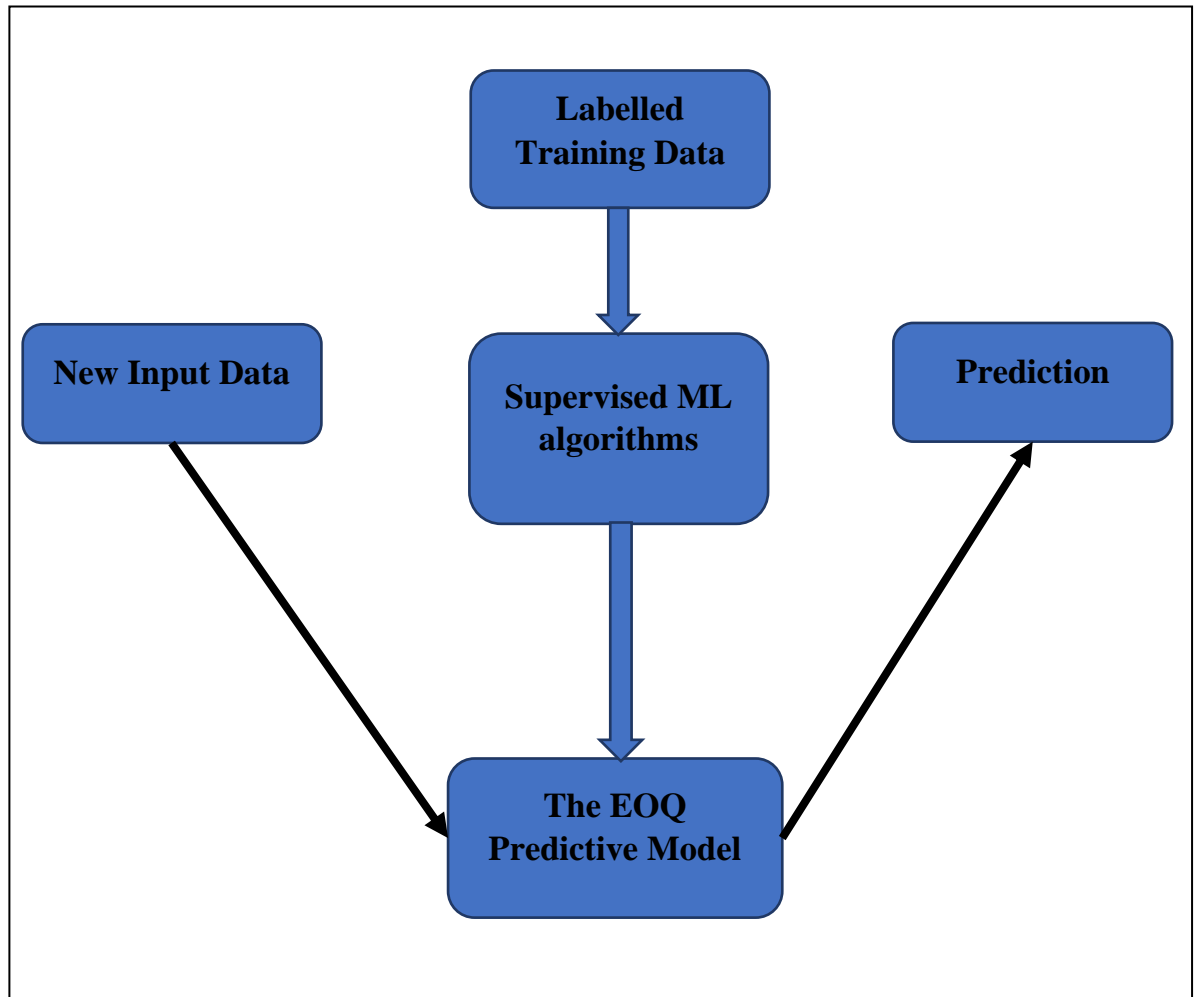 Labelled
Training Data
New Input Data
Supervised ML
algorithms
Prediction
The EOQ
Predictive Model